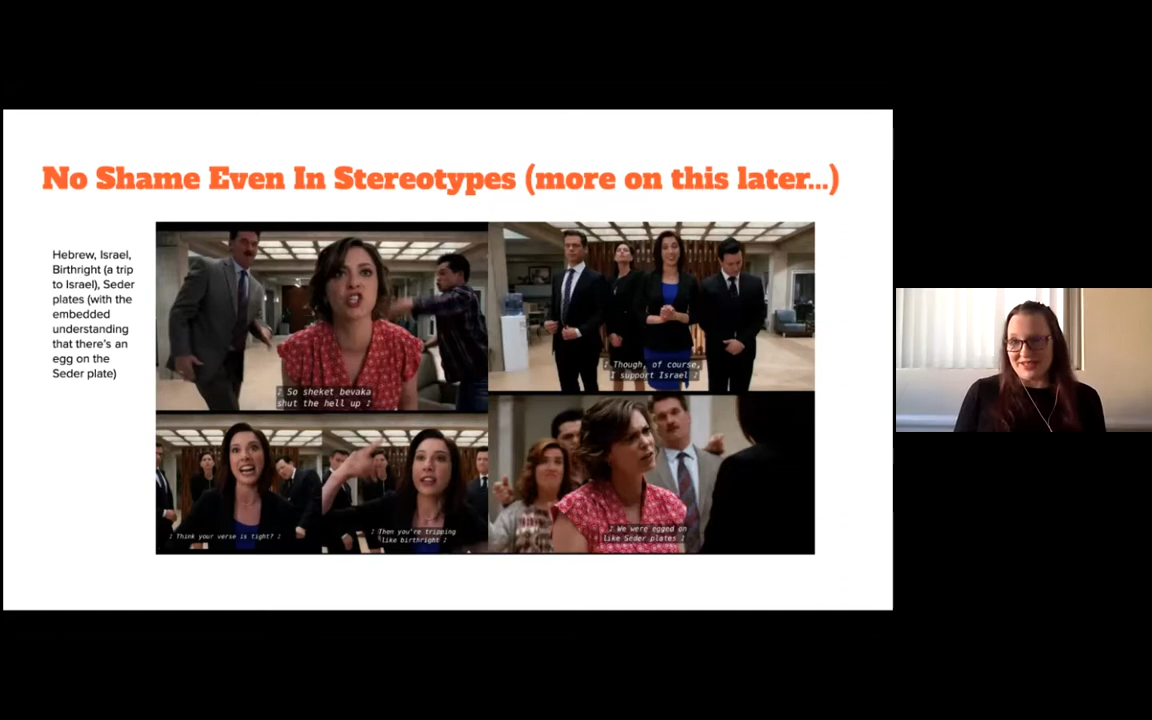 No Shame Even In Stereotypes (more on this later...)
Hebrew, Israel,
Birthright (a trip
to Israel), Seder
plates (with the
embedded
understanding
that there's an
egg on the
Seder plate)
♪ So sheket bevaka
shut the hell up ♪
♪ Though, of course,
I support Israel ♪
♪ Think your verse is tight? ♪
♪ Then you're tripping
like birthright ♪
♪ We were egged on
like Seder plates ♪